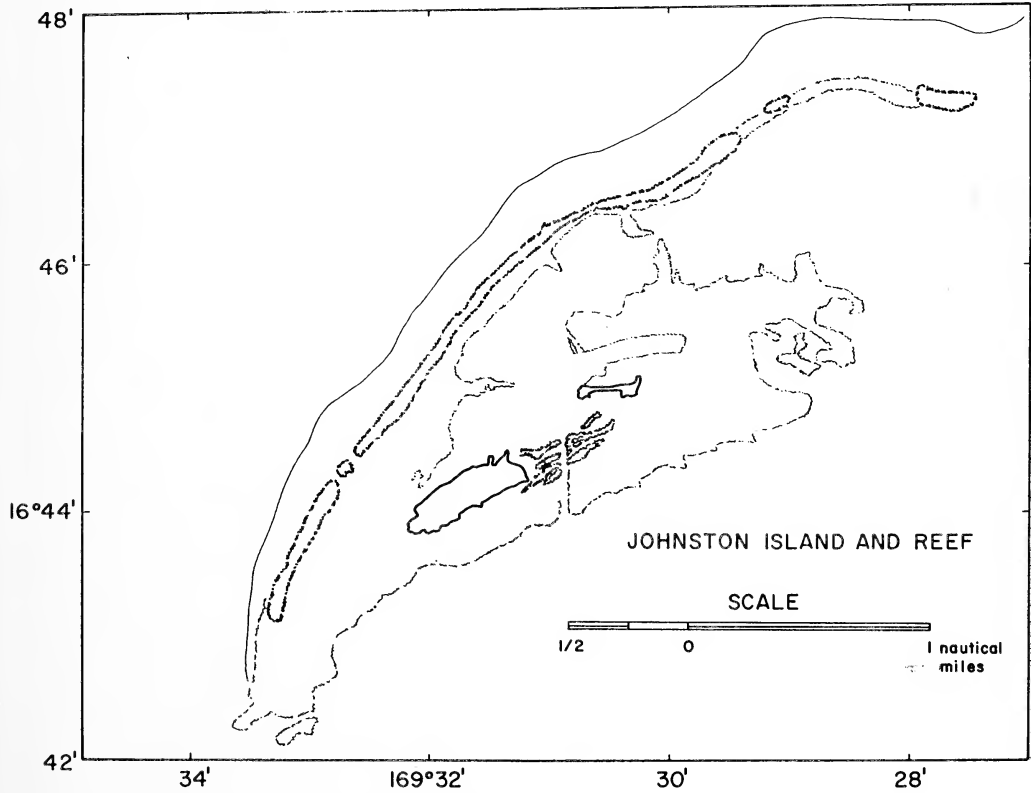 48'
46'
16°44'
JOHNSTON ISLAND AND REEF
SCALE
1/2 0 1 nautical
miles
42'
34' 169°32' 30' 28'